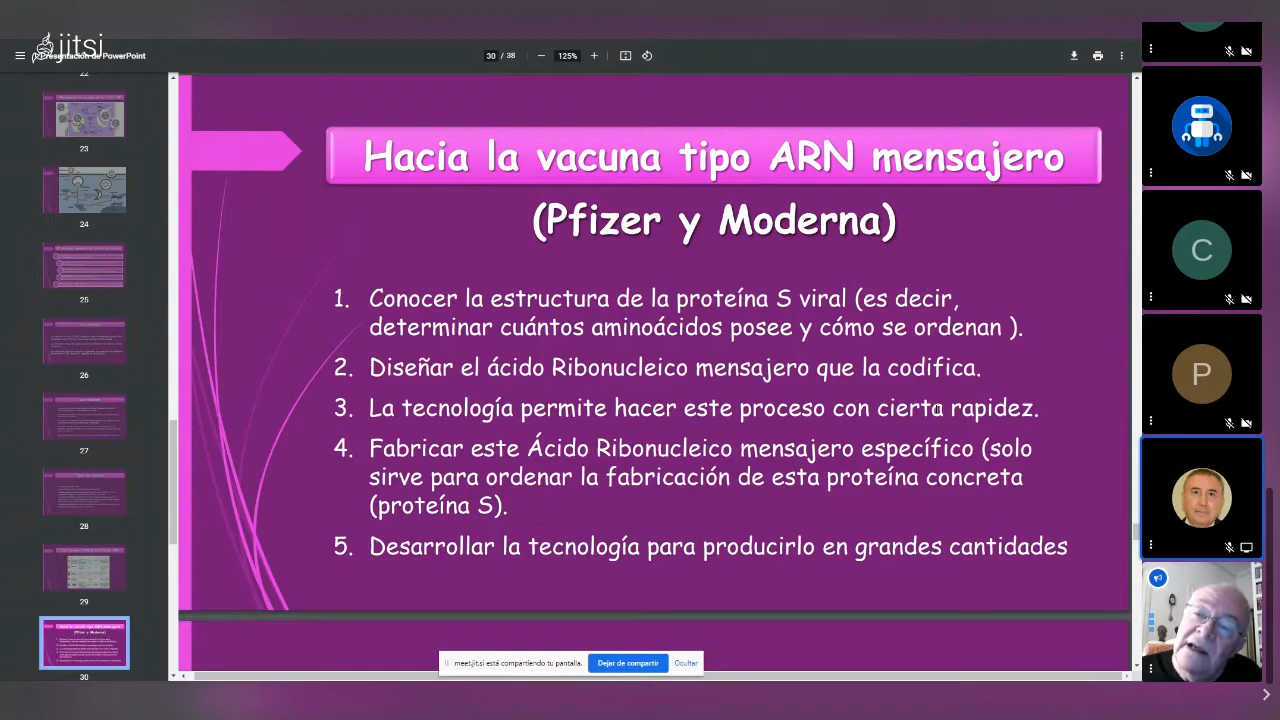 jitsi
Presentación de PowerPoint
30 / 38
125%
22
23
24
25
26
27
28
29
30
Hacia la vacuna tipo ARN mensajero
(Pfizer y Moderna)
1. Conocer la estructura de la proteína S viral (es decir,
determinar cuántos aminoácidos posee y cómo se ordenan ).
2. Diseñar el ácido Ribonucleico mensajero que la codifica.
3. La tecnología permite hacer este proceso con cierta rapidez.
4. Fabricar este Ácido Ribonucleico mensajero específico (solo
sirve para ordenar la fabricación de esta proteína concreta
(proteína S).
5. Desarrollar la tecnología para producirlo en grandes cantidades
meet.jit.si está compartiendo tu pantalla.
Dejar de compartir
Ocultar
C
P